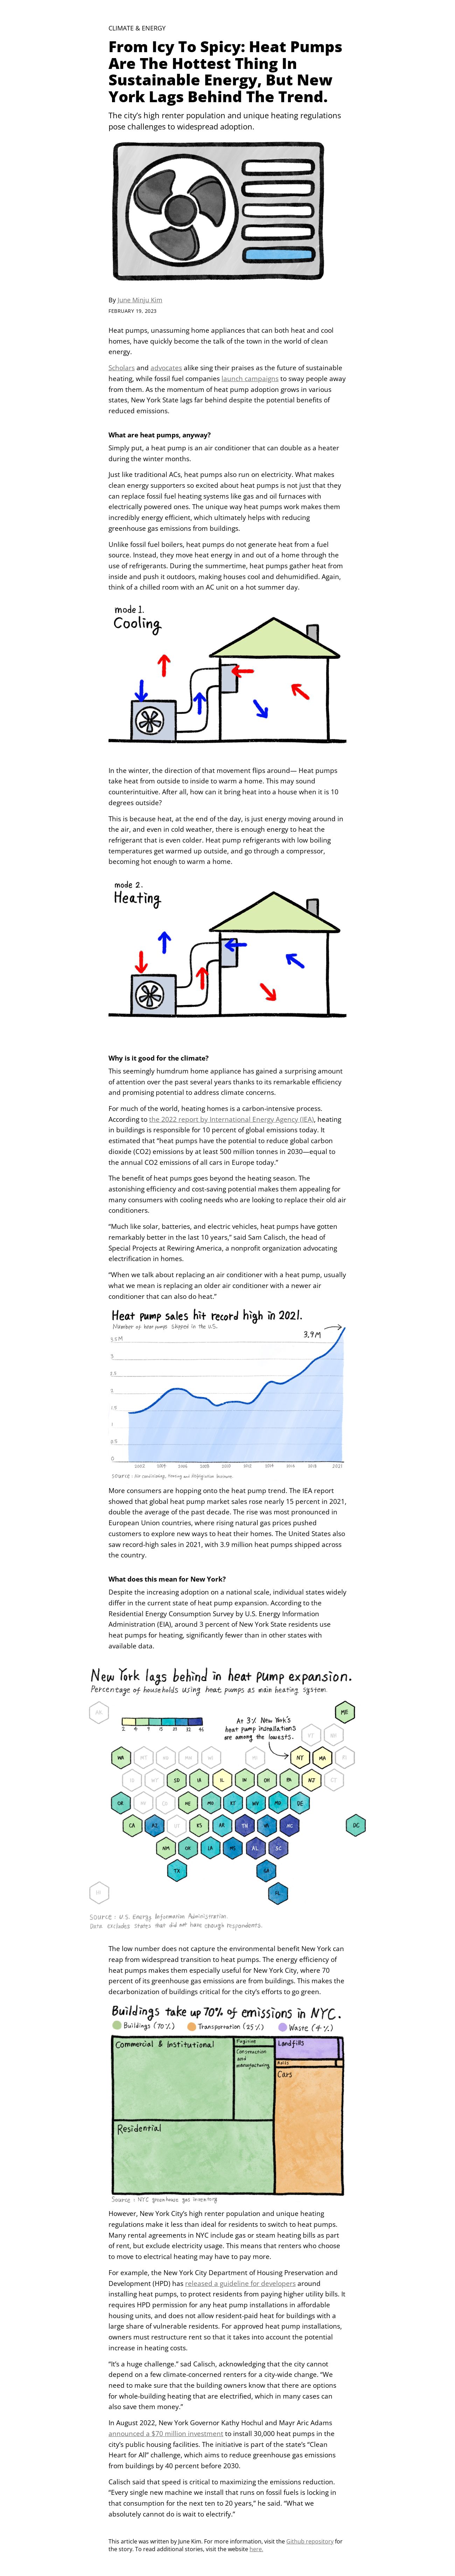 CLIMATE & ENERGY
From Icy To Spicy: Heat Pumps
Are The Hottest Thing In
Sustainable Energy, But New
York Lags Behind The Trend.
The city's high renter population and unique heating regulations
pose challenges to widespread adoption.
By June Minju Kim
FEBRUARY 19, 2023
Heat pumps, unassuming home appliances that can both heat and cool
homes, have quickly become the talk of the town in the world of clean
energy.
Scholars and advocates alike sing their praises as the future of sustainable
heating, while fossil fuel companies launch campaigns to sway people away
from them. As the momentum of heat pump adoption grows in various
states, New York State lags far behind despite the potential benefits of
reduced emissions.
What are heat pumps, anyway?
Simply put, a heat pump is an air conditioner that can double as a heater
during the winter months.
Just like traditional ACs, heat pumps also run on electricity. What makes
clean energy supporters so excited about heat pumps is not just that they
can replace fossil fuel heating systems like gas and oil furnaces with
electrically powered ones. The unique way heat pumps work makes them
incredibly energy efficient, which ultimately helps with reducing
greenhouse gas emissions from buildings.
Unlike fossil fuel boilers, heat pumps do not generate heat from a fuel
source. Instead, they move heat energy in and out of a home through the
use of refrigerants. During the summertime, heat pumps gather heat from
inside and push it outdoors, making houses cool and dehumidified. Again,
think of a chilled room with an AC unit on a hot summer day.
mode 1.
Cooling
In the winter, the direction of that movement flips around— Heat pumps
take heat from outside to inside to warm a home. This may sound
counterintuitive. After all, how can it bring heat into a house when it is 10
degrees outside?
This is because heat, at the end of the day, is just energy moving around in
the air, and even in cold weather, there is enough energy to heat the
refrigerant that is even colder. Heat pump refrigerants with low boiling
temperatures get warmed up outside, and go through a compressor,
becoming hot enough to warm a home.
mode 2.
Heating
Why is it good for the climate?
This seemingly humdrum home appliance has gained a surprising amount
of attention over the past several years thanks to its remarkable efficiency
and promising potential to address climate concerns.
For much of the world, heating homes is a carbon-intensive process.
According to the 2022 report by International Energy Agency (IEA), heating
in buildings is responsible for 10 percent of global emissions today. It
estimated that "heat pumps have the potential to reduce global carbon
dioxide (CO2) emissions by at least 500 million tonnes in 2030—equal to
the annual CO2 emissions of all cars in Europe today."
The benefit of heat pumps goes beyond the heating season. The
astonishing efficiency and cost-saving potential makes them appealing for
many consumers with cooling needs who are looking to replace their old air
conditioners.
"Much like solar, batteries, and electric vehicles, heat pumps have gotten
remarkably better in the last 10 years," said Sam Calisch, the head of
Special Projects at Rewiring America, a nonprofit organization advocating
electrification in homes.
"When we talk about replacing an air conditioner with a heat pump, usually
what we mean is replacing an older air conditioner with a newer air
conditioner that can also do heat."
Heat pump sales hit record high in 2021.
Number of heat pumps shipped in the U.S.
3.9M
3.5M
3
2.5
2
1.5
1
0.5
0
2002 2004 2006 2008 2010 2012 2014 2016 2018 2021
Source: Air Conditioning, Heating and Refrigeration Institute.
More consumers are hopping onto the heat pump trend. The IEA report
showed that global heat pump market sales rose nearly 15 percent in 2021,
double the average of the past decade. The rise was most pronounced in
European Union countries, where rising natural gas prices pushed
customers to explore new ways to heat their homes. The United States also
saw record-high sales in 2021, with 3.9 million heat pumps shipped across
the country.
What does this mean for New York?
Despite the increasing adoption on a national scale, individual states widely
differ in the current state of heat pump expansion. According to the
Residential Energy Consumption Survey by U.S. Energy Information
Administration (EIA), around 3 percent of New York State residents use
heat pumps for heating, significantly fewer than in other states with
available data.
New York lags behind in heat pump expansion.
Percentage of households using heat pumps as main heating system.
ME
At 3% New York's
heat pump installations
are among the lowests.
WA NY MA
SD IA IL IN OH PA NJ
OR NE MO KY WV MD DE
CA AZ KS AR TN VA NC DC
NM OK LA MS AL SC
TX GA
FL
Source: U.S. Energy Information Administration.
Data excluded states that did not have enough respondents.
The low number does not capture the environmental benefit New York can
reap from widespread transition to heat pumps. The energy efficiency of
heat pumps makes them especially useful for New York City, where 70
percent of its greenhouse gas emissions are from buildings. This makes the
decarbonization of buildings critical for the city's efforts to go green.
Buildings take up 70% of emissions in NYC.
Buildings (70%) Transportation (25%) Waste (4%)
Commercial & Institutional
Fugitive
Construction
and
manufacturing
Landfills
Cars
Residential
Source: NYC greenhouse gas inventory
However, New York City's high renter population and unique heating
regulations make it less than ideal for residents to switch to heat pumps.
Many rental agreements in NYC include gas or steam heating bills as part
of rent, but exclude electricity usage. This means that renters who choose
to move to electrical heating may have to pay more.
For example, the New York City Department of Housing Preservation and
Development (HPD) has released a guideline for developers around
installing heat pumps, to protect residents from paying higher utility bills. It
requires HPD permission for any heat pump installations in affordable
housing units, and does not allow resident-paid heat for buildings with a
large share of vulnerable residents. For approved heat pump installations,
owners must restructure rent so that it takes into account the potential
increase in heating costs.
"It's a huge challenge." sad Calisch, acknowledging that the city cannot
depend on a few climate-concerned renters for a city-wide change. "We
need to make sure that the building owners know that there are options
for whole-building heating that are electrified, which in many cases can
also save them money."
In August 2022, New York Governor Kathy Hochul and Mayr Aric Adams
announced a $70 million investment to install 30,000 heat pumps in the
city's public housing facilities. The initiative is part of the state's "Clean
Heart for All" challenge, which aims to reduce greenhouse gas emissions
from buildings by 40 percent before 2030.
Calisch said that speed is critical to maximizing the emissions reduction.
"Every single new machine we install that runs on fossil fuels is locking in
that consumption for the next ten to 20 years," he said. "What we
absolutely cannot do is wait to electrify."
This article was written by June Kim. For more information, visit the Github repository for
the story. To read additional stories, visit the website here.